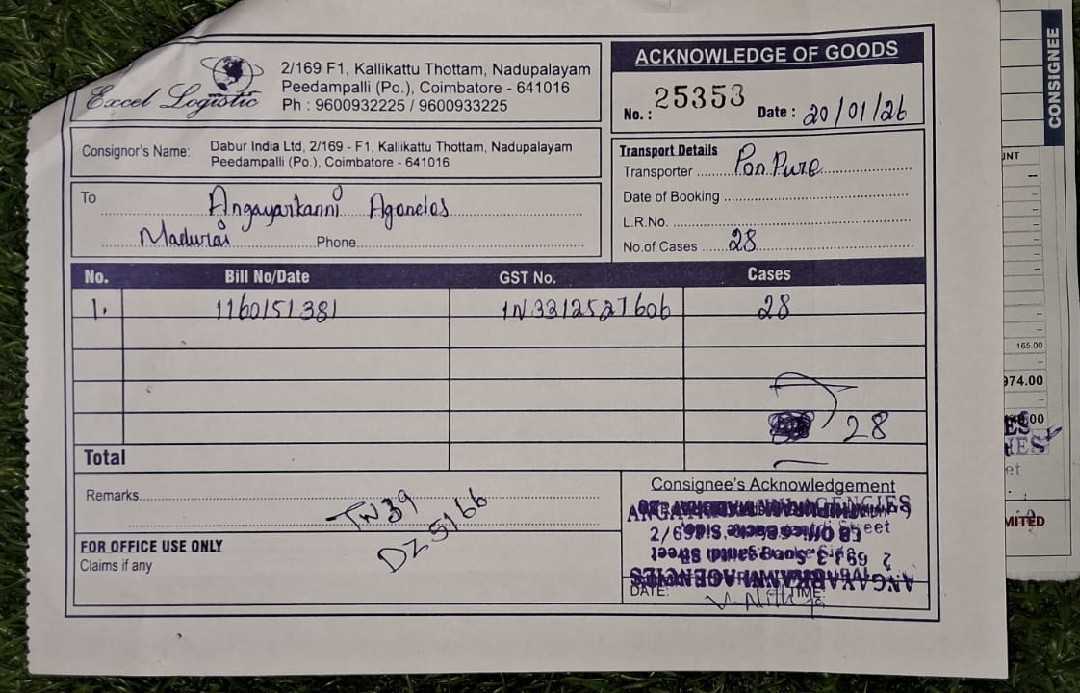 Excel Logistic
2/169 F1, Kallikattu Thottam, Nadupalayam
Peedampalli (Pc.), Coimbatore - 641016
Ph : 9600932225 / 9600933225
ACKNOWLEDGE OF GOODS
No. : 25353 Date : 20/01/26
Consignor's Name: Dabur India Ltd, 2/169 - F1, Kallikattu Thottam, Nadupalayam
Peedampalli (Po.), Coimbatore - 641016
Transport Details
Transporter Pon Pure
Date of Booking
L.R.No.
No.of Cases 28
To Angayarkanni Agencies
Madurai Phone
No. Bill No/Date GST No. Cases
1. 1160151381 IN3312527606 28
28
Total
Remarks
TN39
DZ 5166
FOR OFFICE USE ONLY
Claims if any
Consignee's Acknowledgement
DATE: TIME:
CONSIGNEE
165.00
974.00